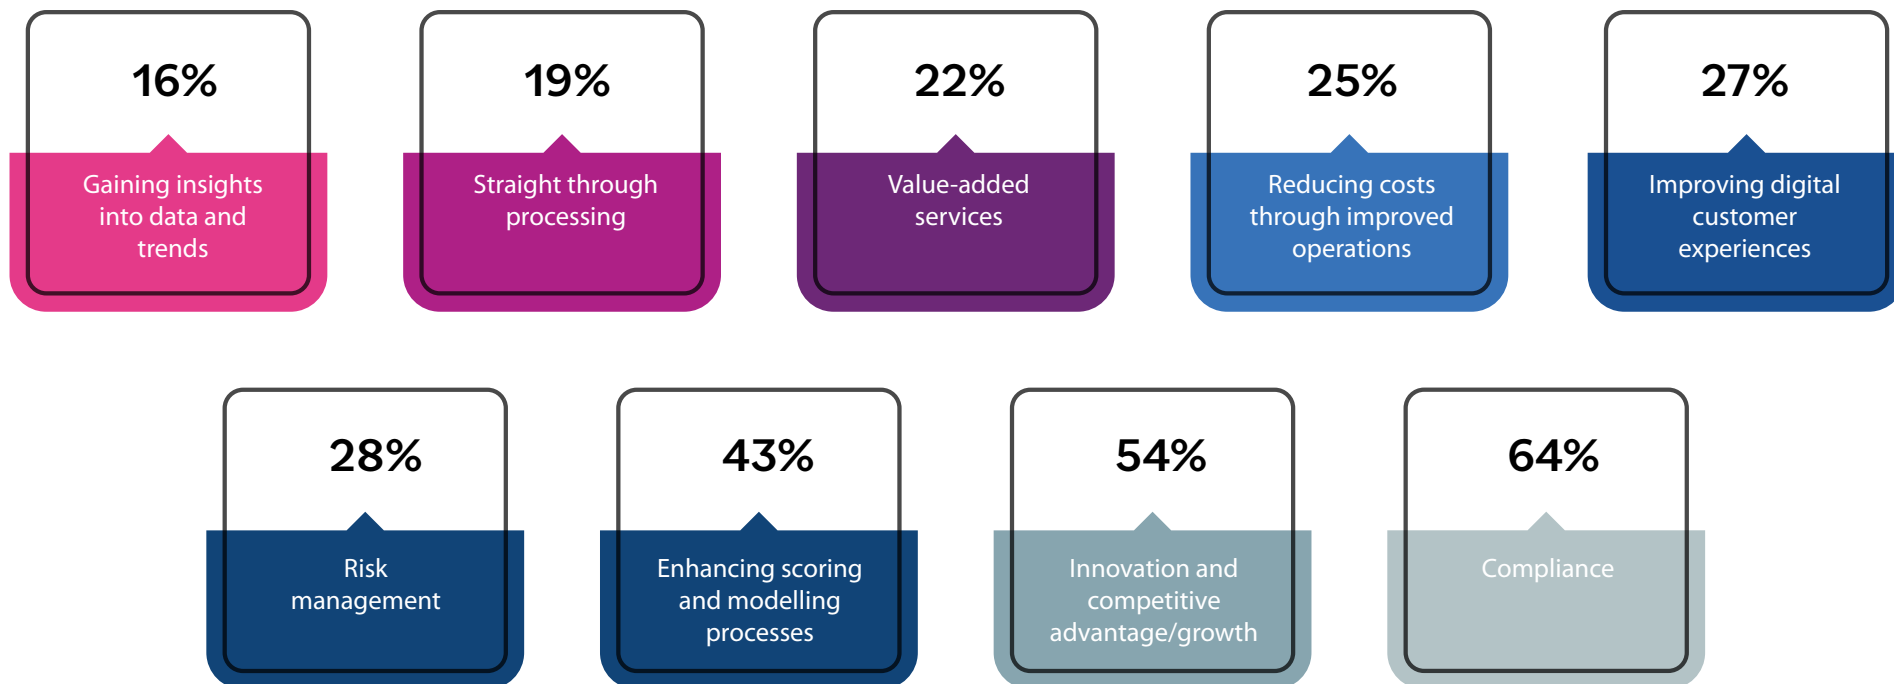 16%
Gaining insights
into data and
trends
19%
Straight through
processing
22%
Value-added
services
25%
Reducing costs
through improved
operations
27%
Improving digital
customer
experiences
28%
Risk
management
43%
Enhancing scoring
and modelling
processes
54%
Innovation and
competitive
advantage/growth
64%
Compliance